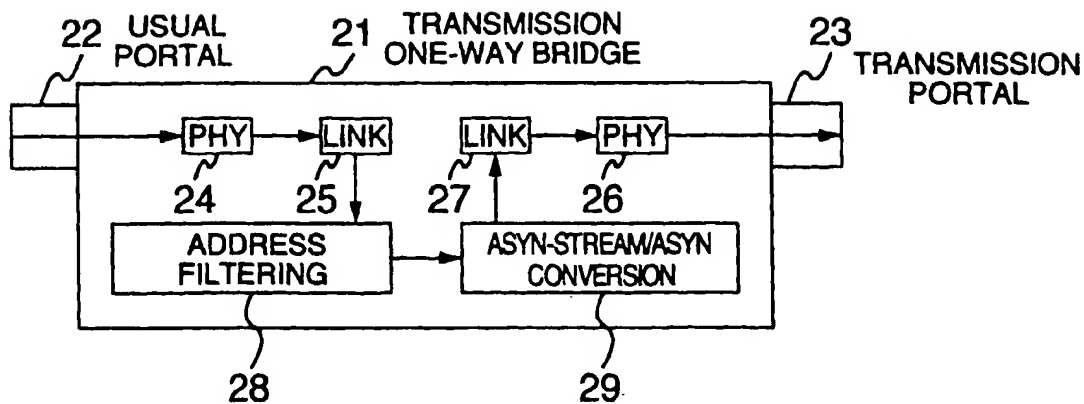 22 USUAL PORTAL
21 TRANSMISSION ONE-WAY BRIDGE
23 TRANSMISSION PORTAL
PHY
LINK
LINK
PHY
24
25
27
26
ADDRESS
FILTERING
ASYN-STREAM/ASYN
CONVERSION
28
29